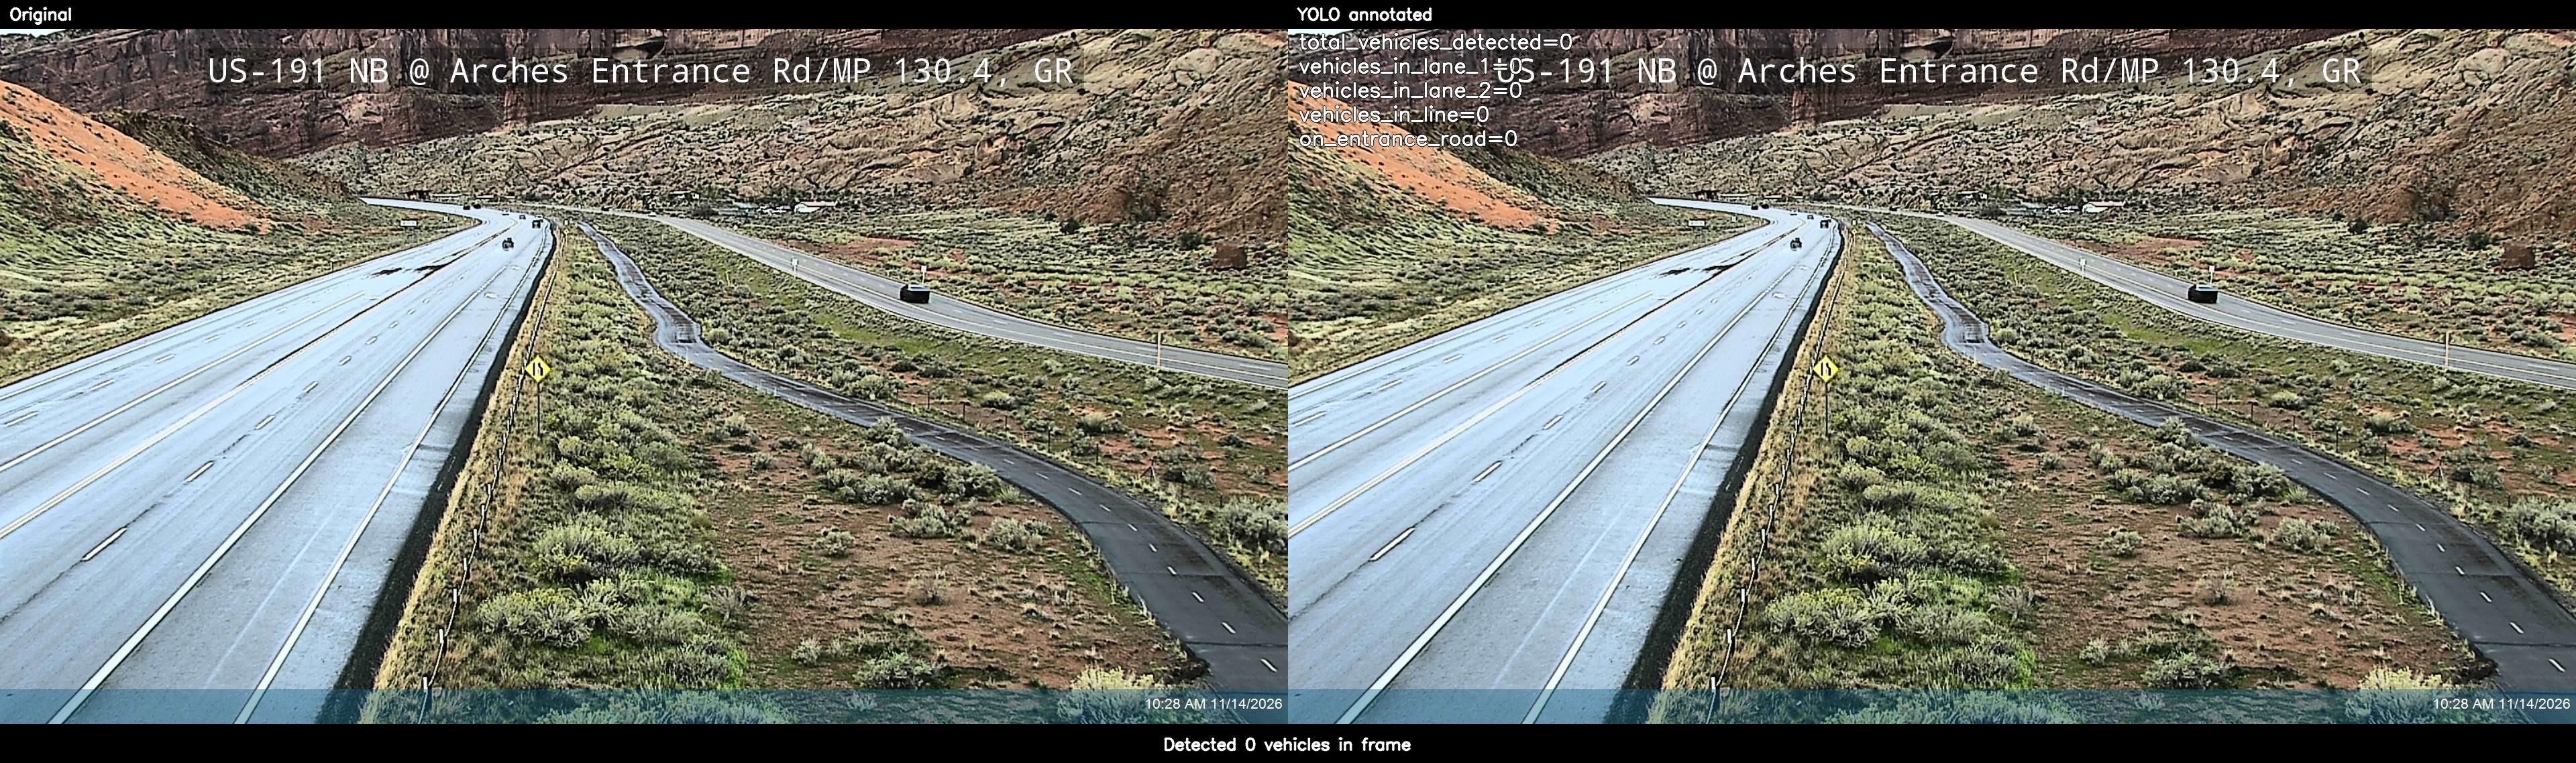 Original
US-191 NB @ Arches Entrance Rd/MP 130.4, GR
10:28 AM 11/14/2026
YOLO annotated
total_vehicles_detected=0
vehicles_in_lane_1=0
US-191 NB @ Arches Entrance Rd/MP 130.4, GR
vehicles_in_lane_2=0
vehicles_in_line=0
on_entrance_road=0
10:28 AM 11/14/2026
Detected 0 vehicles in frame